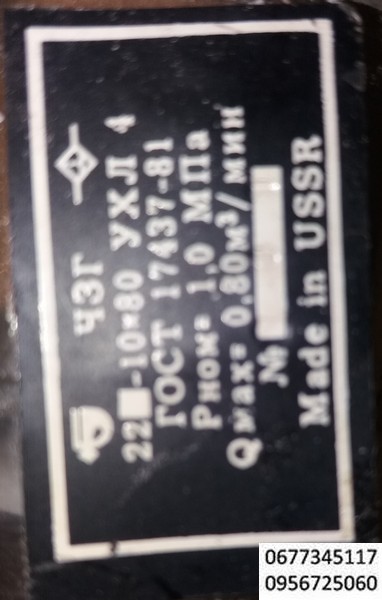 ЧЗГ
22■-10*80 УХЛ 4
ГОСТ 17437-81
Рном= 1,0 МПа
Qмах= 0,80м³/мин
№
Made in USSR
0677345117
0956725060